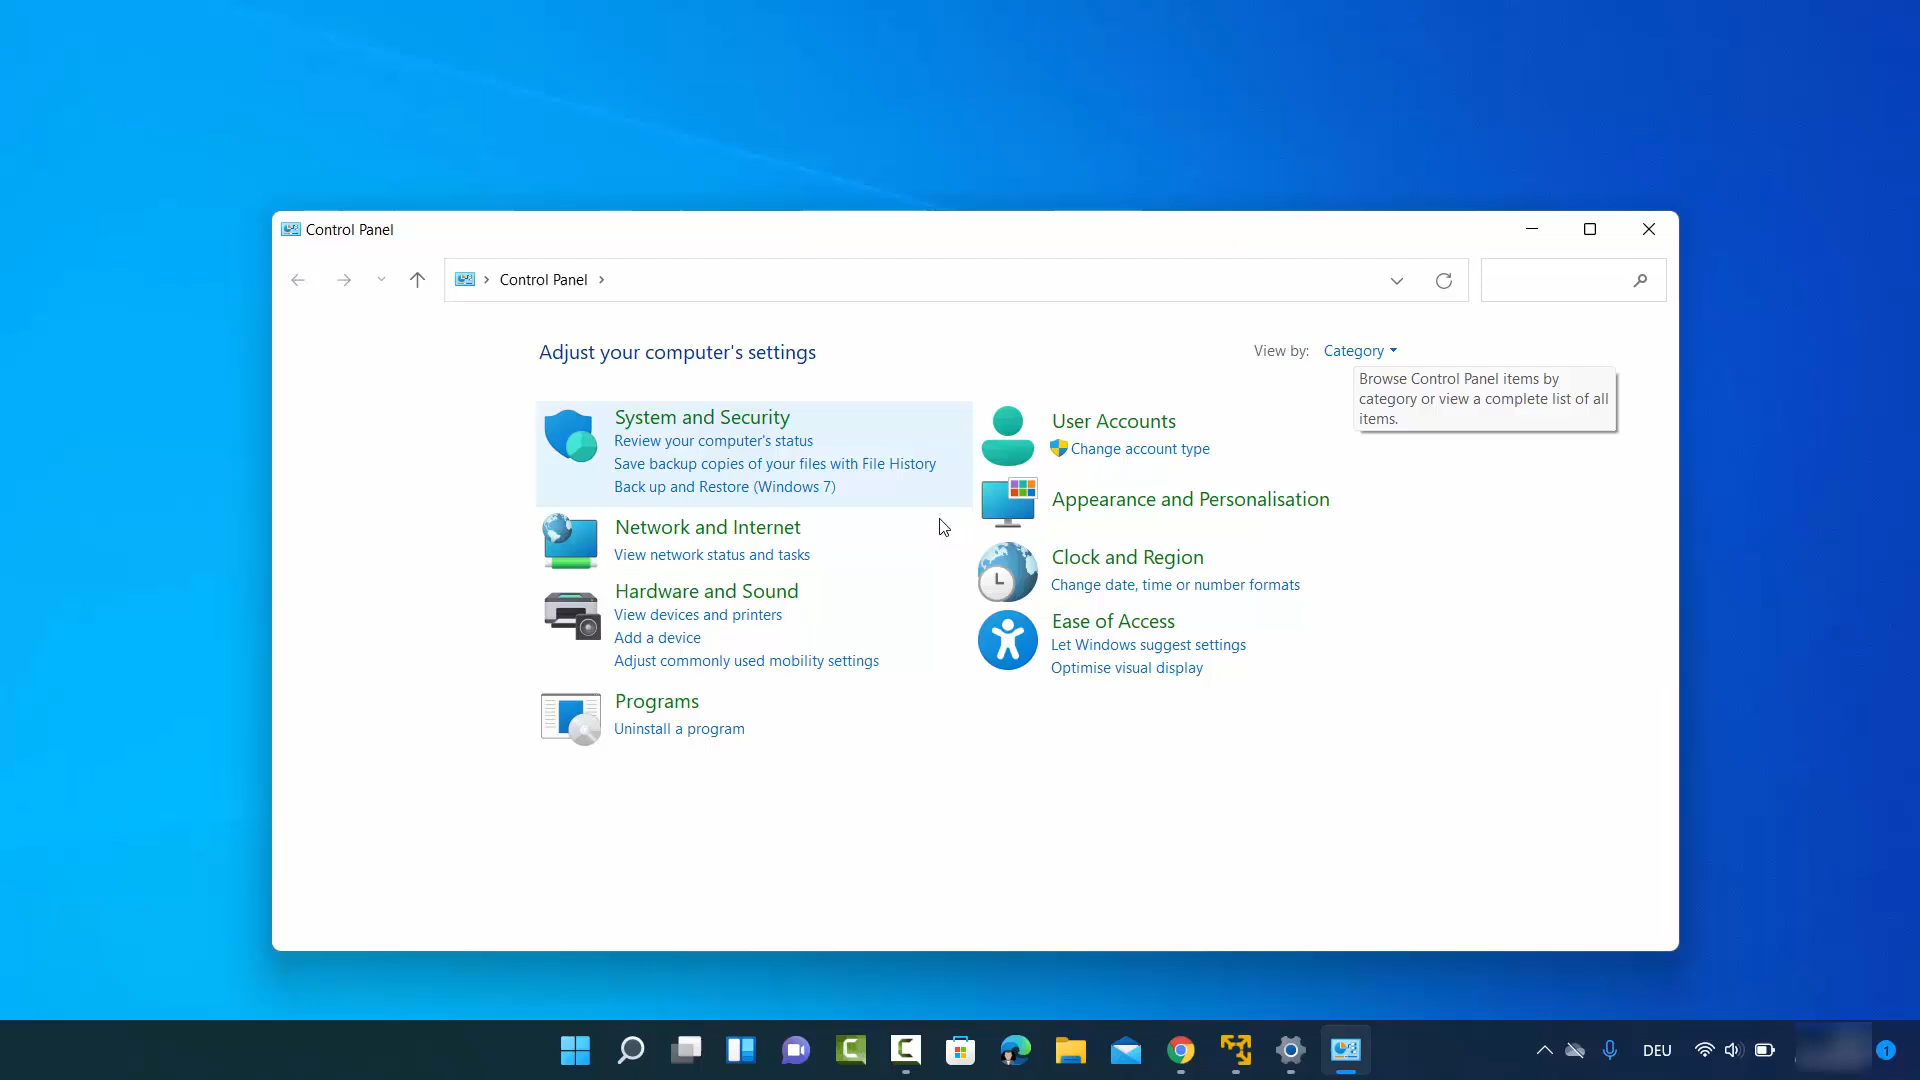 Control Panel
Control Panel
Adjust your computer's settings
View by: Category
Browse Control Panel items by
category or view a complete list of all
items.
System and Security
Review your computer's status
Save backup copies of your files with File History
Back up and Restore (Windows 7)
Network and Internet
View network status and tasks
Hardware and Sound
View devices and printers
Add a device
Adjust commonly used mobility settings
Programs
Uninstall a program
User Accounts
Change account type
Appearance and Personalisation
Clock and Region
Change date, time or number formats
Ease of Access
Let Windows suggest settings
Optimise visual display
DEU
1